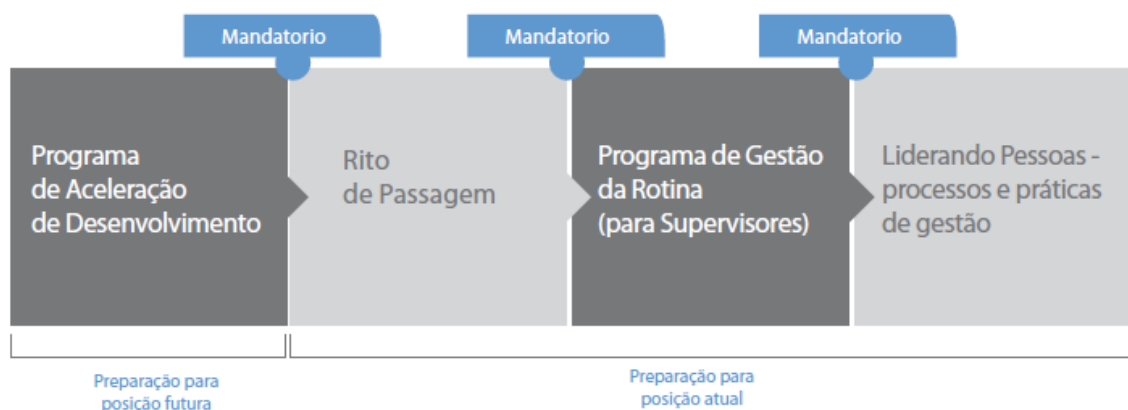 Mandatorio
Mandatorio
Mandatorio
Programa
de Aceleração
de Desenvolvimento
Rito
de Passagem
Programa de Gestão
da Rotina
(para Supervisores)
Liderando Pessoas -
processos e práticas
de gestão
Preparação para
posição futura
Preparação para
posição atual